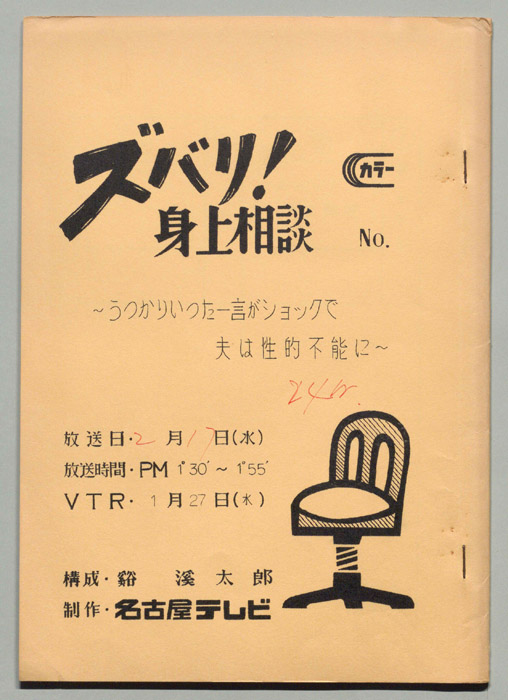 ズバリ!
カラー
身上相談
No.
～うつかりいつた一言がショックで
夫は性的不能に～
放送日・2月17日(水)
放送時間・PM 1°30′～1°55′
VTR・1月27日(水)
構成・谿 渓太郎
制作・名古屋テレビ